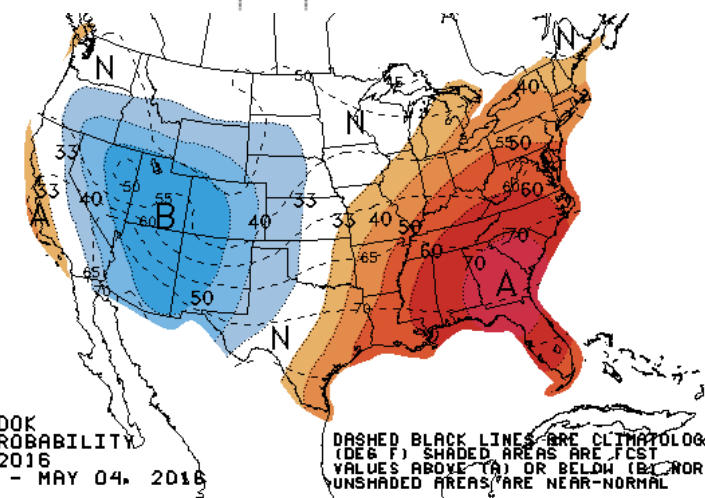 N
N
50
40
N
33
55 50
33
50
60 60
40
55
33
A
60
B
40
33
40
50
70
60
65
70
A
65
70
50
70
N
OOK
ROBABILITY
2016
- MAY 04, 2016
DASHED BLACK LINES ARE CLIMATOLOG
(DEG F) SHADED AREAS ARE FCST
VALUES ABOVE (A) OR BELOW (B) NOR
UNSHADED AREAS ARE NEAR-NORMAL